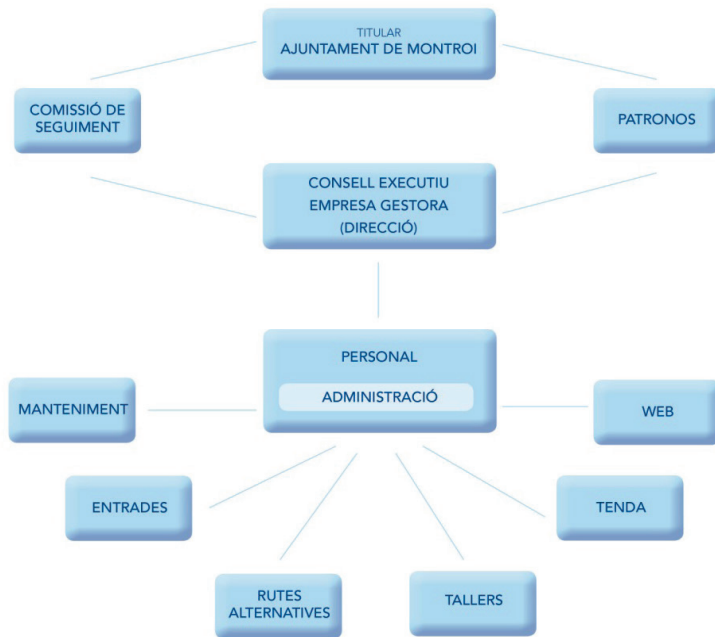 TITULAR
AJUNTAMENT DE MONTROI
COMISSIÓ DE
SEGUIMENT
PATRONOS
CONSELL EXECUTIU
EMPRESA GESTORA
(DIRECCIÓ)
PERSONAL
ADMINISTRACIÓ
MANTENIMENT
WEB
ENTRADES
TENDA
RUTES
ALTERNATIVES
TALLERS